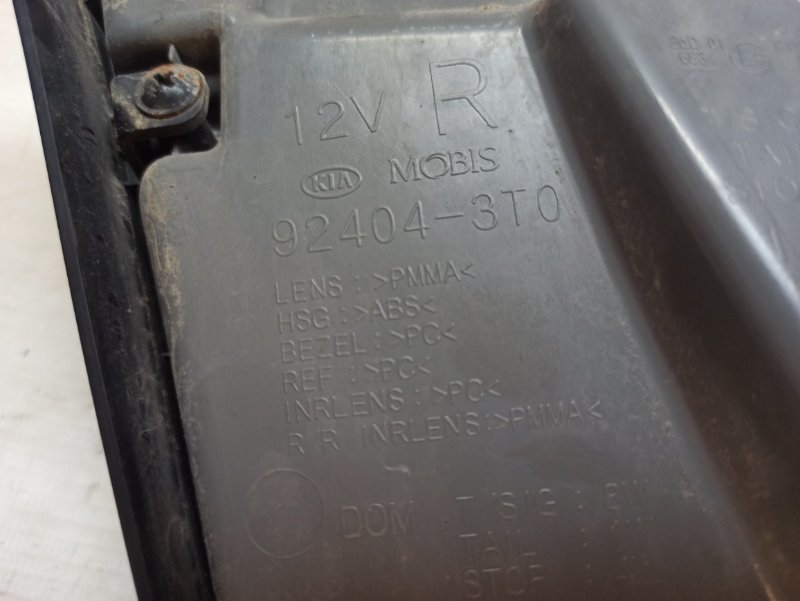 12V R
KIA MOBIS
92404-3T0
LENS : >PMMA<
HSG : >ABS<
BEZEL : >PC<
REF : >PC<
INRLENS : >PC<
R R INRLENS:>PMMA<
DOM T/SIG :
TAIL :
STOP :